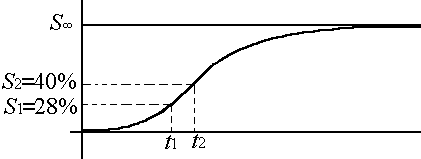 S∞
S2=40%
S1=28%
t1 t2